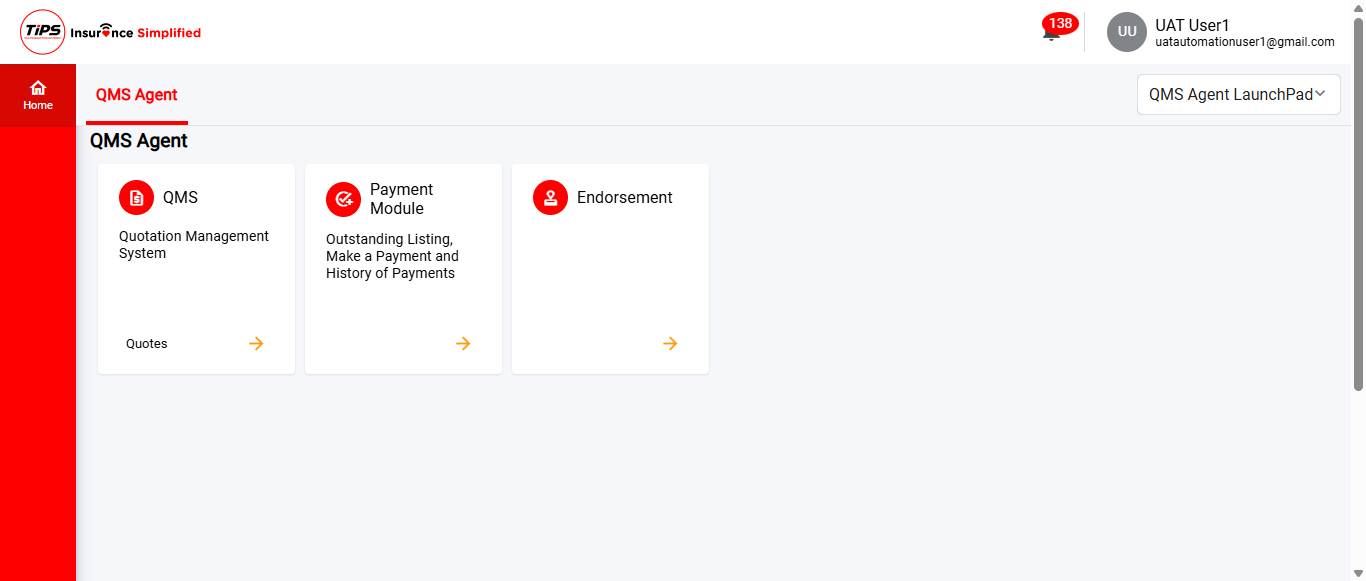 TiPS
Insurance Simplified
138
UU
UAT User1
uatautomationuser1@gmail.com
Home
QMS Agent
QMS Agent LaunchPad
QMS Agent
QMS
Quotation Management
System
Quotes
Payment
Module
Outstanding Listing,
Make a Payment and
History of Payments
Endorsement